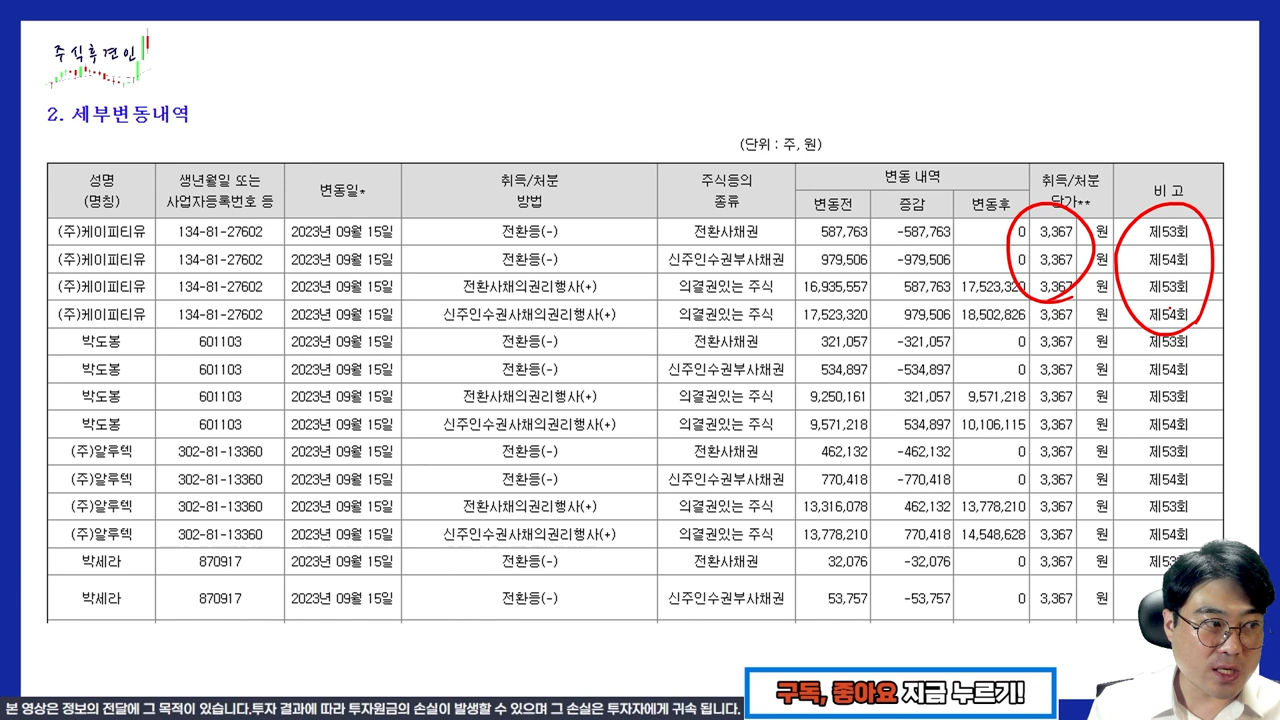 주식후견인
2. 세부변동내역
(단위 : 주, 원)
성명 (명칭) 생년월일 또는 사업자등록번호 등 변동일* 취득/처분 방법 주식등의 종류 변동 내역 취득/처분 단가** 비 고
변동전 증감 변동후
(주)케이피티유 134-81-27602 2023년 09월 15일 전환등(-) 전환사채권 587,763 -587,763 0 3,367 원 제53회
(주)케이피티유 134-81-27602 2023년 09월 15일 전환등(-) 신주인수권부사채권 979,506 -979,506 0 3,367 원 제54회
(주)케이피티유 134-81-27602 2023년 09월 15일 전환사채의권리행사(+) 의결권있는 주식 16,935,557 587,763 17,523,320 3,367 원 제53회
(주)케이피티유 134-81-27602 2023년 09월 15일 신주인수권사채의권리행사(+) 의결권있는 주식 17,523,320 979,506 18,502,826 3,367 원 제54회
박도봉 601103 2023년 09월 15일 전환등(-) 전환사채권 321,057 -321,057 0 3,367 원 제53회
박도봉 601103 2023년 09월 15일 전환등(-) 신주인수권부사채권 534,897 -534,897 0 3,367 원 제54회
박도봉 601103 2023년 09월 15일 전환사채의권리행사(+) 의결권있는 주식 9,250,161 321,057 9,571,218 3,367 원 제53회
박도봉 601103 2023년 09월 15일 신주인수권사채의권리행사(+) 의결권있는 주식 9,571,218 534,897 10,106,115 3,367 원 제54회
(주)알루텍 302-81-13360 2023년 09월 15일 전환등(-) 전환사채권 462,132 -462,132 0 3,367 원 제53회
(주)알루텍 302-81-13360 2023년 09월 15일 전환등(-) 신주인수권부사채권 770,418 -770,418 0 3,367 원 제54회
(주)알루텍 302-81-13360 2023년 09월 15일 전환사채의권리행사(+) 의결권있는 주식 13,316,078 462,132 13,778,210 3,367 원 제53회
(주)알루텍 302-81-13360 2023년 09월 15일 신주인수권사채의권리행사(+) 의결권있는 주식 13,778,210 770,418 14,548,628 3,367 원 제54회
박세라 870917 2023년 09월 15일 전환등(-) 전환사채권 32,076 -32,076 0 3,367 원
박세라 870917 2023년 09월 15일 전환등(-) 신주인수권부사채권 53,757 -53,757 0 3,367 원
구독, 좋아요 지금 누르기!
본 영상은 정보의 전달에 그 목적이 있습니다.투자 결과에 따라 투자원금의 손실이 발생할 수 있으며 그 손실은 투자자에게 귀속 됩니다.